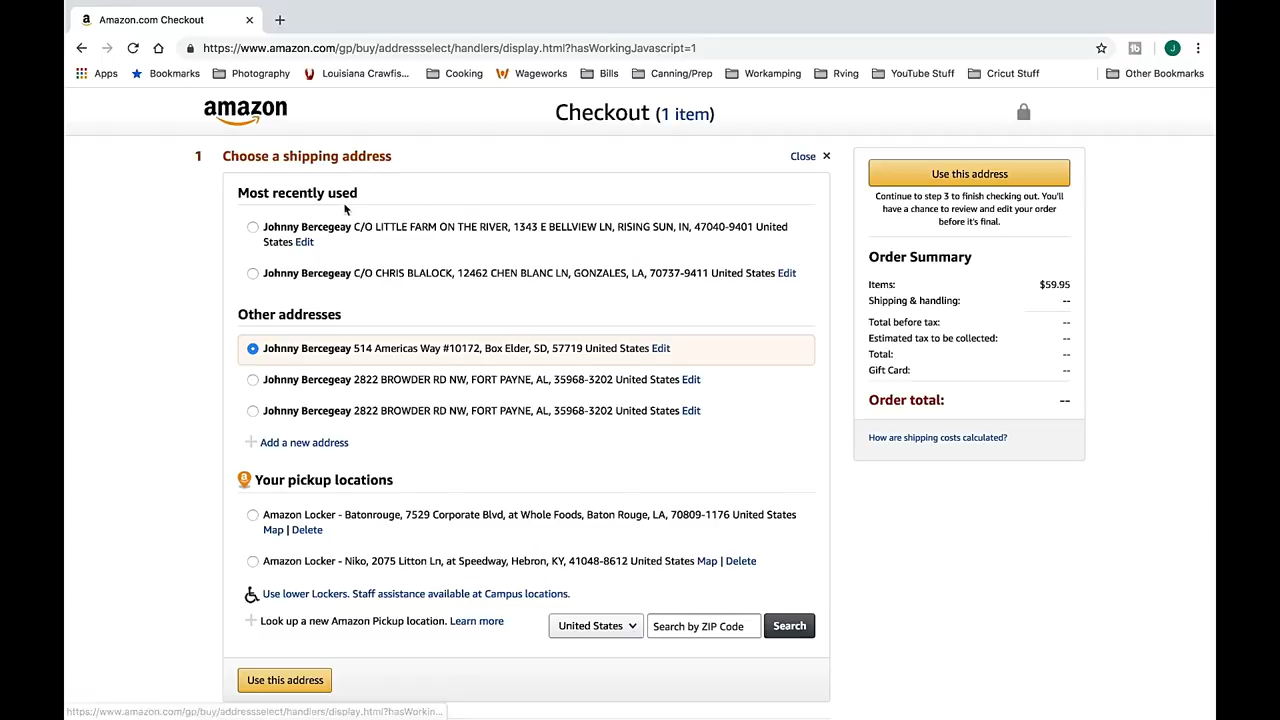 Amazon.com Checkout
https://www.amazon.com/gp/buy/addressselect/handlers/display.html?hasWorkingJavascript=1
J
Apps Bookmarks Photography Louisiana Crawfis... Cooking Wageworks Bills Canning/Prep Workamping Rving YouTube Stuff Cricut Stuff Other Bookmarks
amazon Checkout (1 item)
1 Choose a shipping address Close
Most recently used
Johnny Bercegeay C/O LITTLE FARM ON THE RIVER, 1343 E BELLVIEW LN, RISING SUN, IN, 47040-9401 United
States Edit
Johnny Bercegeay C/O CHRIS BLALOCK, 12462 CHEN BLANC LN, GONZALES, LA, 70737-9411 United States Edit
Other addresses
Johnny Bercegeay 514 Americas Way #10172, Box Elder, SD, 57719 United States Edit
Johnny Bercegeay 2822 BROWDER RD NW, FORT PAYNE, AL, 35968-3202 United States Edit
Johnny Bercegeay 2822 BROWDER RD NW, FORT PAYNE, AL, 35968-3202 United States Edit
Add a new address
Your pickup locations
Amazon Locker - Batonrouge, 7529 Corporate Blvd, at Whole Foods, Baton Rouge, LA, 70809-1176 United States
Map | Delete
Amazon Locker - Niko, 2075 Litton Ln, at Speedway, Hebron, KY, 41048-8612 United States Map | Delete
Use lower Lockers. Staff assistance available at Campus locations.
Look up a new Amazon Pickup location. Learn more United States Search by ZIP Code Search
Use this address
Use this address
Continue to step 3 to finish checking out. You'll
have a chance to review and edit your order
before it's final.
Order Summary
Items: $59.95
Shipping & handling: --
Total before tax: --
Estimated tax to be collected: --
Total: --
Gift Card: --
Order total: --
How are shipping costs calculated?
https://www.amazon.com/gp/buy/addressselect/handlers/display.html?hasWorkin...